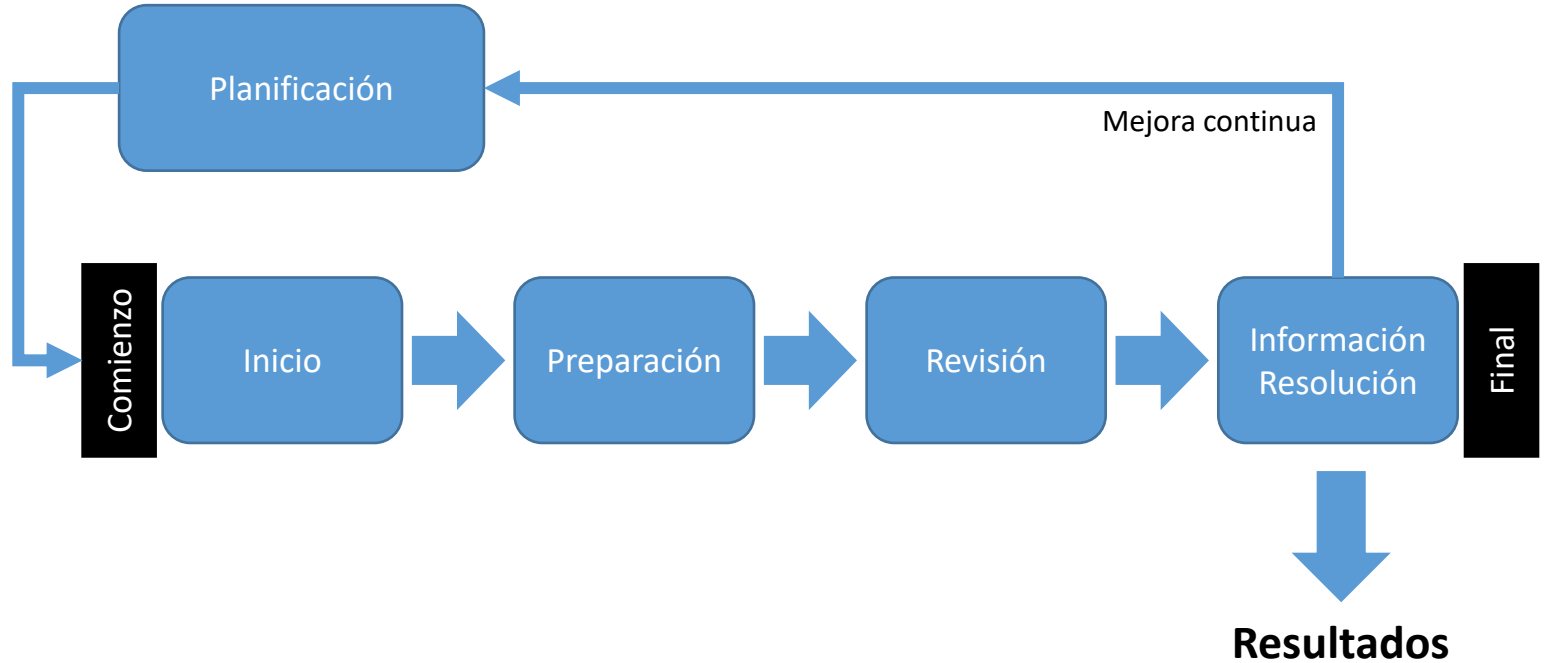 Planificación
Mejora continua
Comienzo
Inicio
Preparación
Revisión
Información
Resolución
Final
Resultados